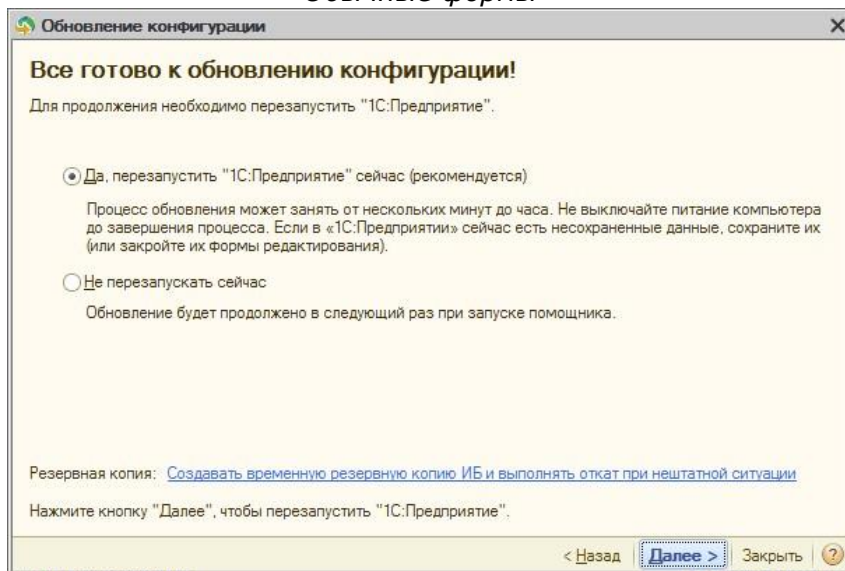 Обычные формы
Обновление конфигурации
Все готово к обновлению конфигурации!
Для продолжения необходимо перезапустить "1С:Предприятие".
Да, перезапустить "1С:Предприятие" сейчас (рекомендуется)
Процесс обновления может занять от нескольких минут до часа. Не выключайте питание компьютера
до завершения процесса. Если в «1С:Предприятии» сейчас есть несохраненные данные, сохраните их
(или закройте их формы редактирования).
Не перезапускать сейчас
Обновление будет продолжено в следующий раз при запуске помощника.
Резервная копия: Создавать временную резервную копию ИБ и выполнять откат при нештатной ситуации
Нажмите кнопку "Далее", чтобы перезапустить "1С:Предприятие".
< Назад Далее > Закрыть ?